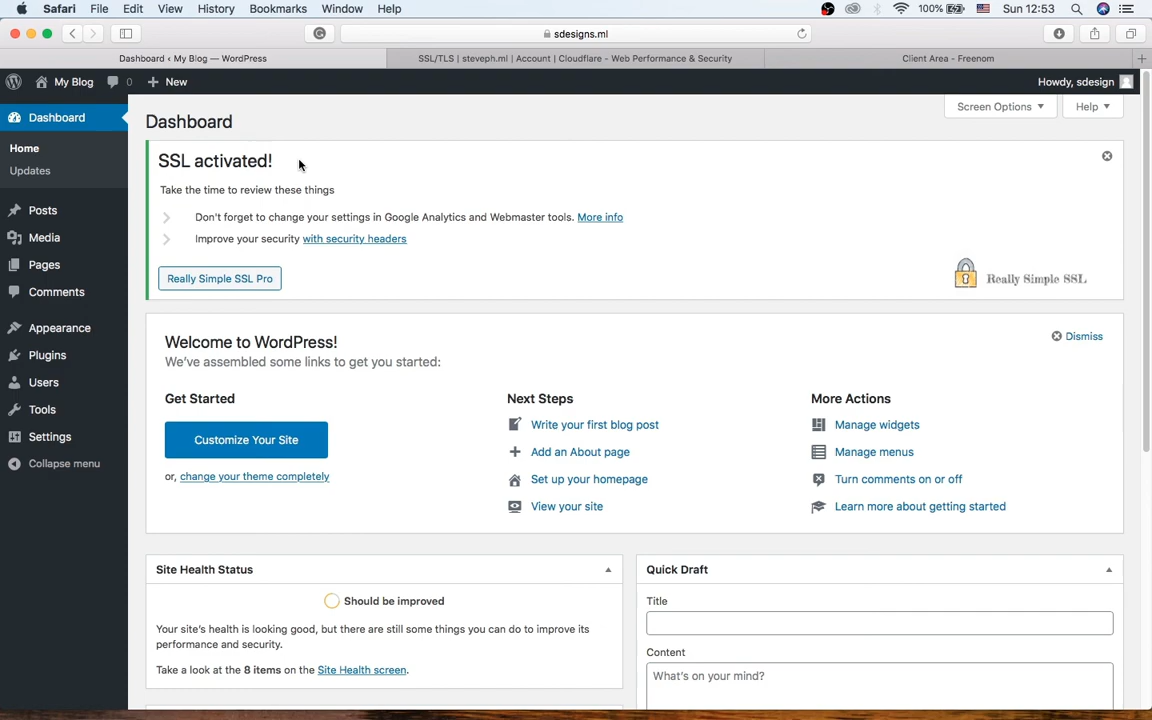 Safari File Edit View History Bookmarks Window Help 100% Sun 12:53
sdesigns.ml
Dashboard ‹ My Blog — WordPress SSL/TLS | steveph.ml | Account | Cloudflare - Web Performance & Security Client Area - Freenom
My Blog 0 New Howdy, sdesign
Dashboard
Home
Updates
Posts
Media
Pages
Comments
Appearance
Plugins
Users
Tools
Settings
Collapse menu
Screen Options Help
Dashboard
SSL activated!
Take the time to review these things
Don't forget to change your settings in Google Analytics and Webmaster tools. More info
Improve your security with security headers
Really Simple SSL Pro
Really Simple SSL
Welcome to WordPress!
Dismiss
We've assembled some links to get you started:
Get Started
Customize Your Site
or, change your theme completely
Next Steps
Write your first blog post
Add an About page
Set up your homepage
View your site
More Actions
Manage widgets
Manage menus
Turn comments on or off
Learn more about getting started
Site Health Status
Should be improved
Your site's health is looking good, but there are still some things you can do to improve its
performance and security.
Take a look at the 8 items on the Site Health screen.
Quick Draft
Title
Content
What's on your mind?